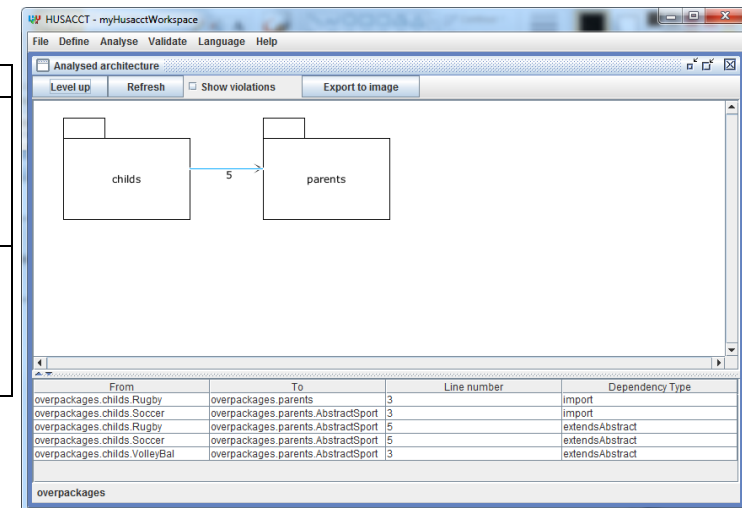 HUSACCT - myHusacctWorkspace
File Define Analyse Validate Language Help
Analysed architecture
Level up Refresh Show violations Export to image
childs 5 parents
From To Line number Dependency Type
overpackages.childs.Rugby overpackages.parents 3 import
overpackages.childs.Soccer overpackages.parents.AbstractSport 3 import
overpackages.childs.Rugby overpackages.parents.AbstractSport 5 extendsAbstract
overpackages.childs.Soccer overpackages.parents.AbstractSport 5 extendsAbstract
overpackages.childs.VolleyBal overpackages.parents.AbstractSport 3 extendsAbstract
overpackages